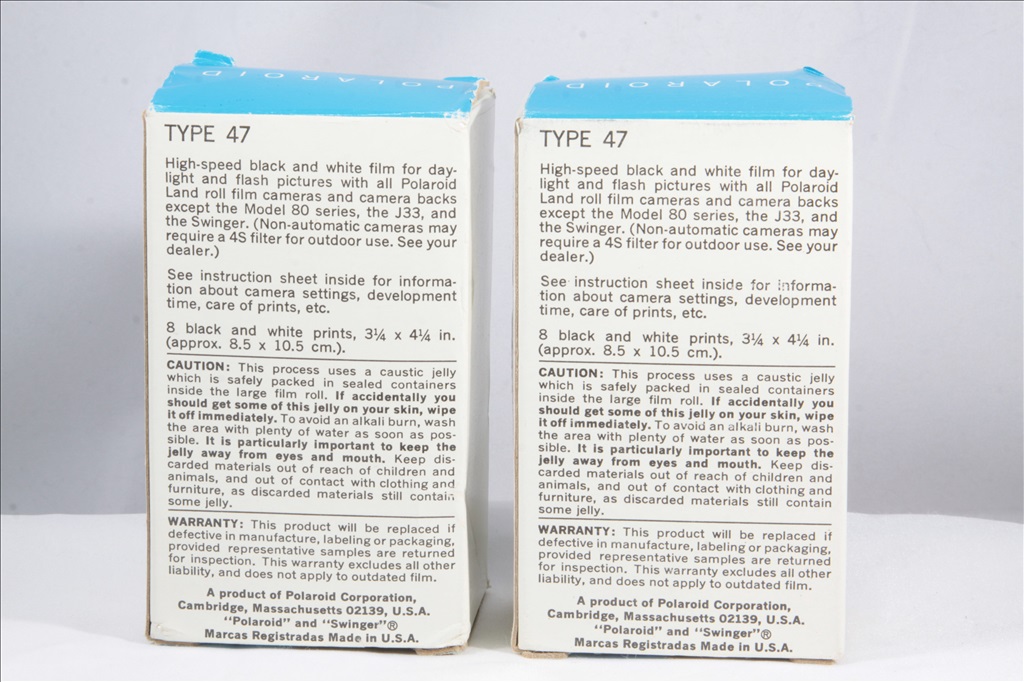 POLAROID
TYPE 47
High-speed black and white film for day-
light and flash pictures with all Polaroid
Land roll film cameras and camera backs
except the Model 80 series, the J33, and
the Swinger. (Non-automatic cameras may
require a 4S filter for outdoor use. See your
dealer.)
See instruction sheet inside for informa-
tion about camera settings, development
time, care of prints, etc.
8 black and white prints, 3¼ x 4¼ in.
(approx. 8.5 x 10.5 cm.).
CAUTION: This process uses a caustic jelly
which is safely packed in sealed containers
inside the large film roll. If accidentally you
should get some of this jelly on your skin, wipe
it off immediately. To avoid an alkali burn, wash
the area with plenty of water as soon as pos-
sible. It is particularly important to keep the
jelly away from eyes and mouth. Keep dis-
carded materials out of reach of children and
animals, and out of contact with clothing and
furniture, as discarded materials still contain
some jelly.
WARRANTY: This product will be replaced if
defective in manufacture, labeling or packaging,
provided representative samples are returned
for inspection. This warranty excludes all other
liability, and does not apply to outdated film.
A product of Polaroid Corporation,
Cambridge, Massachusetts 02139, U.S.A.
"Polaroid" and "Swinger"®
Marcas Registradas Made in U.S.A.
POLAROID
TYPE 47
High-speed black and white film for day-
light and flash pictures with all Polaroid
Land roll film cameras and camera backs
except the Model 80 series, the J33, and
the Swinger. (Non-automatic cameras may
require a 4S filter for outdoor use. See your
dealer.)
See instruction sheet inside for informa-
tion about camera settings, development
time, care of prints, etc.
8 black and white prints, 3¼ x 4¼ in.
(approx. 8.5 x 10.5 cm.).
CAUTION: This process uses a caustic jelly
which is safely packed in sealed containers
inside the large film roll. If accidentally you
should get some of this jelly on your skin, wipe
it off immediately. To avoid an alkali burn, wash
the area with plenty of water as soon as pos-
sible. It is particularly important to keep the
jelly away from eyes and mouth. Keep dis-
carded materials out of reach of children and
animals, and out of contact with clothing and
furniture, as discarded materials still contain
some jelly.
WARRANTY: This product will be replaced if
defective in manufacture, labeling or packaging,
provided representative samples are returned
for inspection. This warranty excludes all other
liability, and does not apply to outdated film.
A product of Polaroid Corporation,
Cambridge, Massachusetts 02139, U.S.A.
"Polaroid" and "Swinger"®
Marcas Registradas Made in U.S.A.